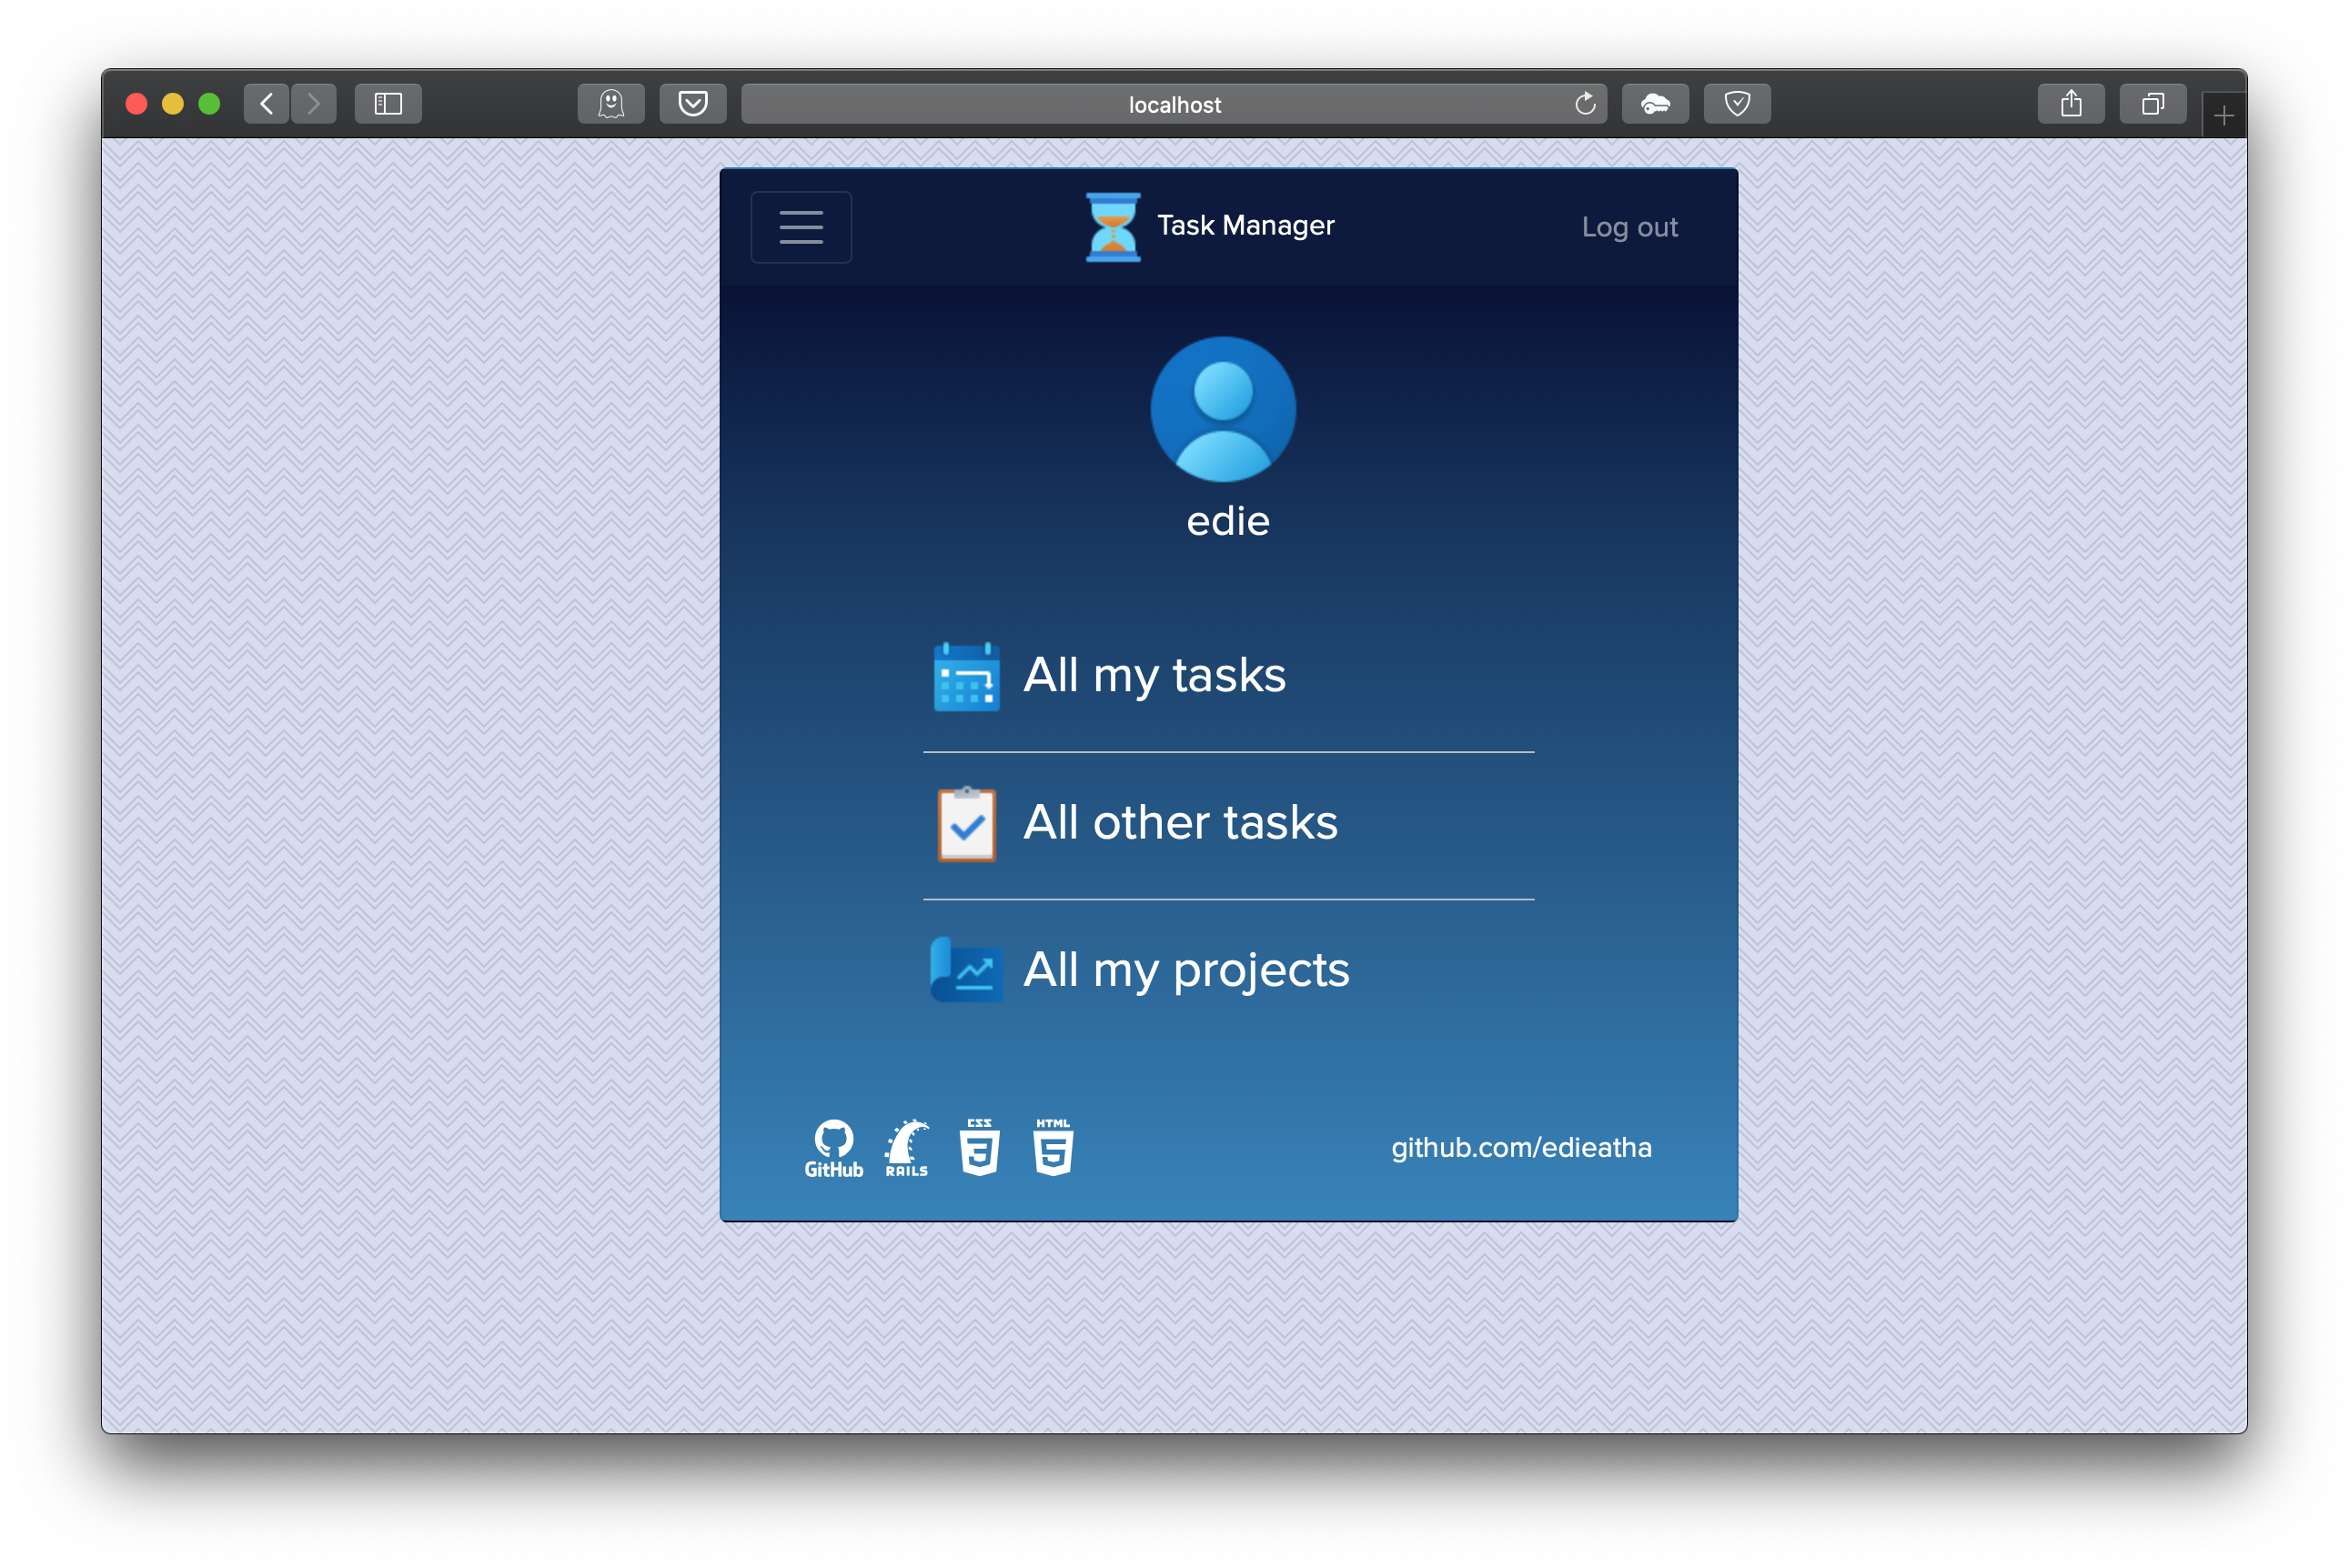 localhost
Task Manager
Log out
edie
All my tasks
All other tasks
All my projects
GitHub
RAILS
CSS
3
HTML
5
github.com/edieatha